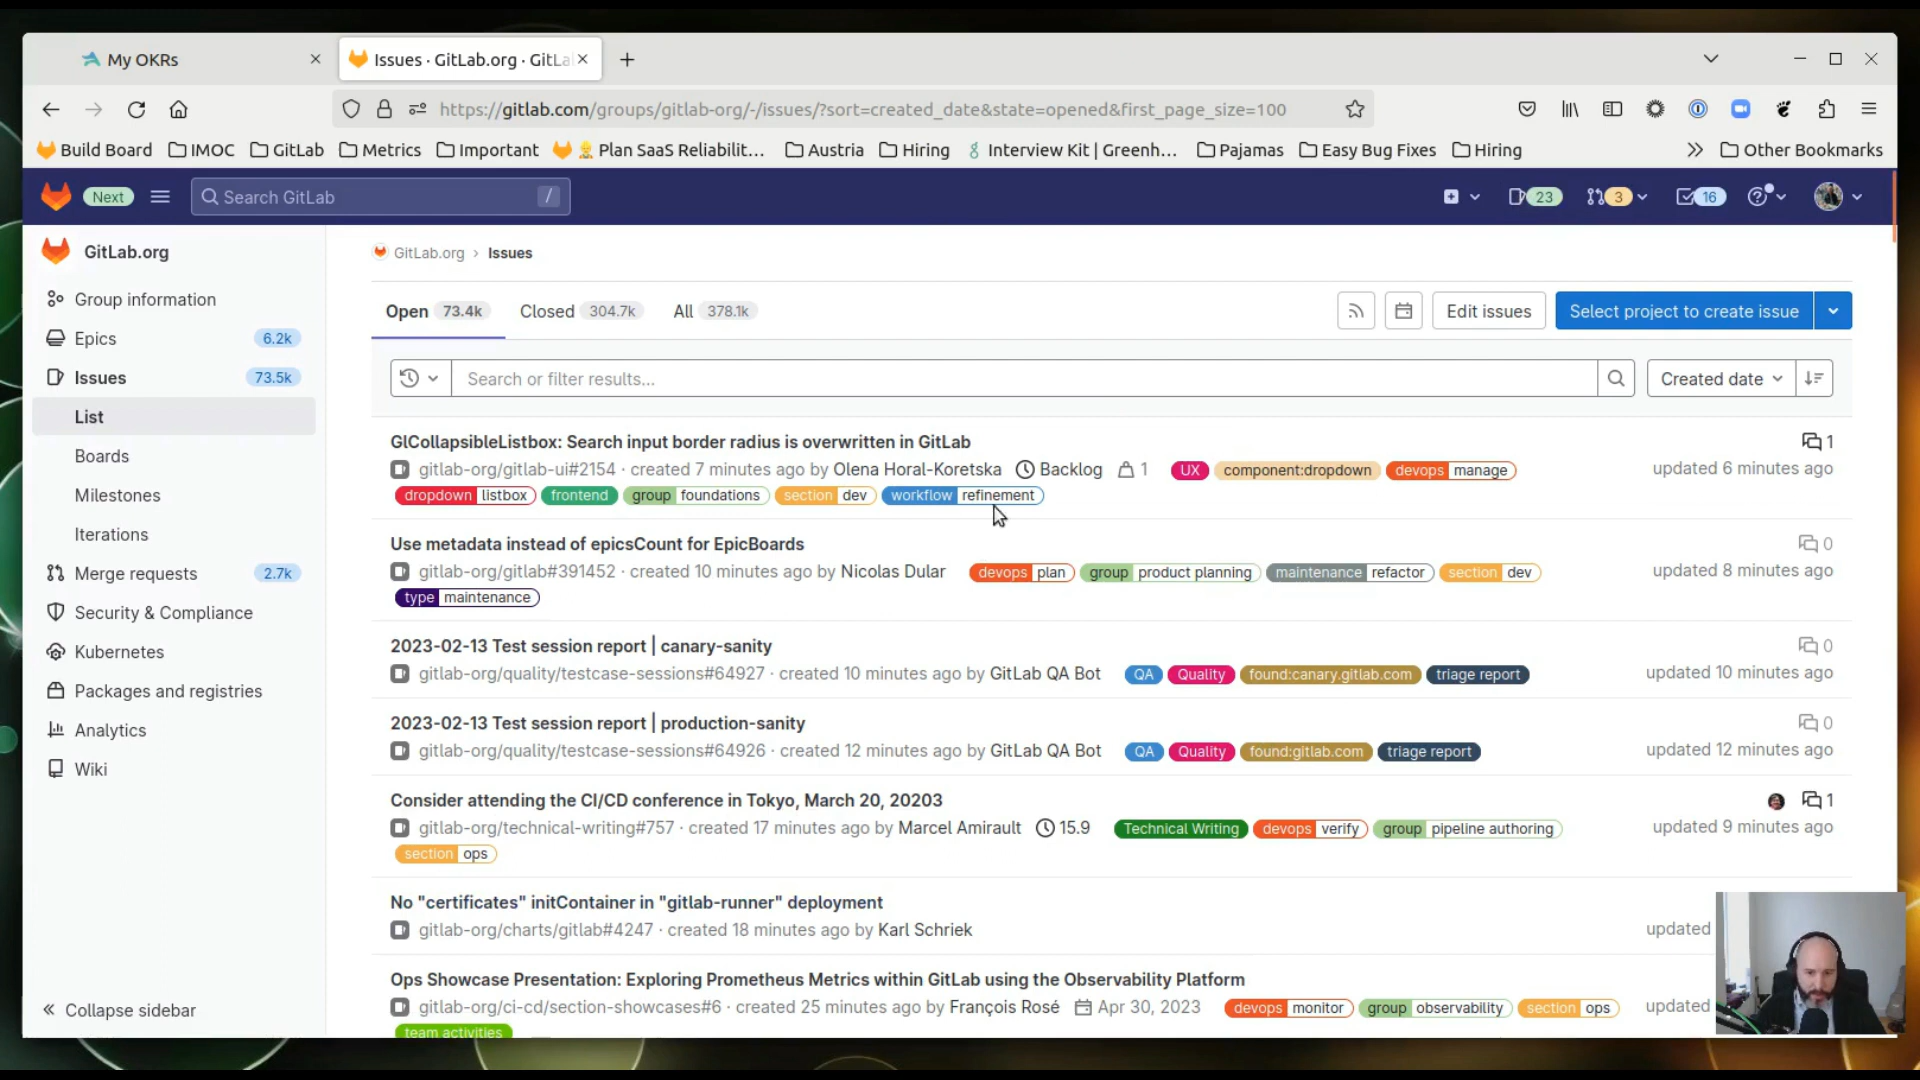 My OKRs
Issues · GitLab.org · GitLa
https://gitlab.com/groups/gitlab-org/-/issues/?sort=created_date&state=opened&first_page_size=100
Build Board IMOC GitLab Metrics Important Plan SaaS Reliabilit... Austria Hiring Interview Kit | Greenh... Pajamas Easy Bug Fixes Hiring Other Bookmarks
Next Search GitLab / 23 3 16
GitLab.org
Group information
Epics 6.2k
Issues 73.5k
List
Boards
Milestones
Iterations
Merge requests 2.7k
Security & Compliance
Kubernetes
Packages and registries
Analytics
Wiki
Collapse sidebar
GitLab.org › Issues
Open 73.4k Closed 304.7k All 378.1k Edit issues Select project to create issue
Search or filter results... Created date
GlCollapsibleListbox: Search input border radius is overwritten in GitLab 1
gitlab-org/gitlab-ui#2154 · created 7 minutes ago by Olena Horal-Koretska Backlog 1 UX component:dropdown devops manage updated 6 minutes ago
dropdown listbox frontend group foundations section dev workflow refinement
Use metadata instead of epicsCount for EpicBoards 0
gitlab-org/gitlab#391452 · created 10 minutes ago by Nicolas Dular devops plan group product planning maintenance refactor section dev updated 8 minutes ago
type maintenance
2023-02-13 Test session report | canary-sanity 0
gitlab-org/quality/testcase-sessions#64927 · created 10 minutes ago by GitLab QA Bot QA Quality found:canary.gitlab.com triage report updated 10 minutes ago
2023-02-13 Test session report | production-sanity 0
gitlab-org/quality/testcase-sessions#64926 · created 12 minutes ago by GitLab QA Bot QA Quality found:gitlab.com triage report updated 12 minutes ago
Consider attending the CI/CD conference in Tokyo, March 20, 20203 1
gitlab-org/technical-writing#757 · created 17 minutes ago by Marcel Amirault 15.9 Technical Writing devops verify group pipeline authoring updated 9 minutes ago
section ops
No "certificates" initContainer in "gitlab-runner" deployment
gitlab-org/charts/gitlab#4247 · created 18 minutes ago by Karl Schriek updated
Ops Showcase Presentation: Exploring Prometheus Metrics within GitLab using the Observability Platform
gitlab-org/ci-cd/section-showcases#6 · created 25 minutes ago by François Rosé Apr 30, 2023 devops monitor group observability section ops updated
team activities